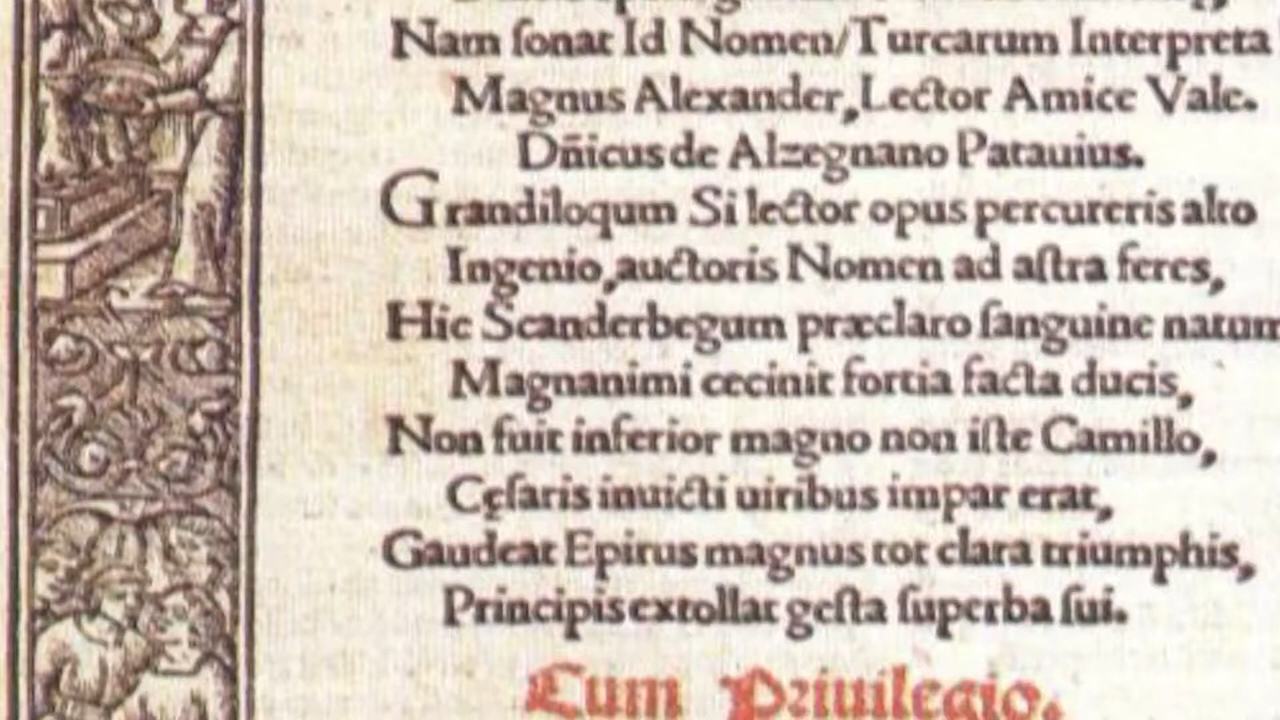 Nam ſonat Id Nomen/Turcarum Interpreta
Magnus Alexander, Lector Amice Vale.
Dñicus de Alzegnano Patauius.
Grandiloqum Si lector opus percureris alto
Ingenio, auctoris Nomen ad aſtra feres,
Hic Scanderbegum præclaro ſanguine natum
Magnanimi cecinit fortia facta ducis,
Non fuit inferior magno non iſte Camillo,
Cęſaris inuicti uiribus impar erat,
Gaudeat Epirus magnus tot clara triumphis,
Principis extollat geſta ſuperba ſui.
Cum Priuilegio.